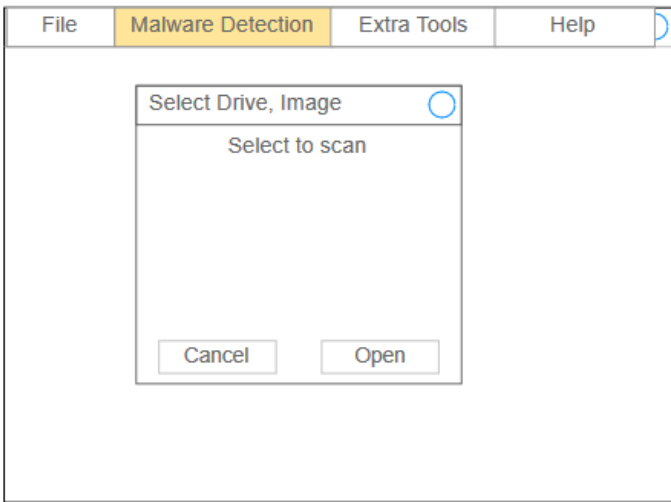 File Malware Detection Extra Tools Help
Select Drive, Image
Select to scan
Cancel Open